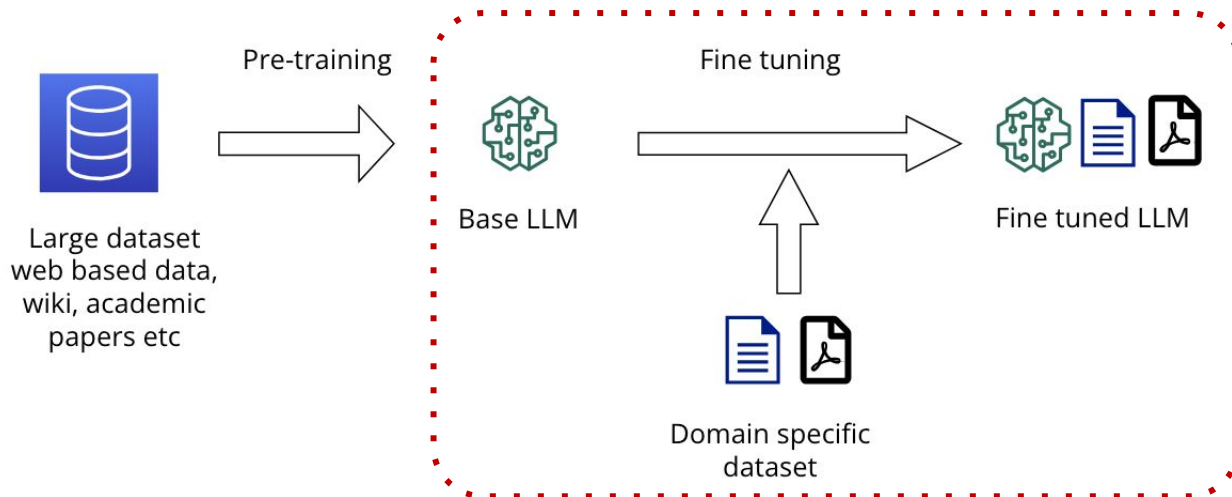 Pre-training
Fine tuning
Base LLM
Fine tuned LLM
Large dataset
web based data,
wiki, academic
papers etc
Domain specific
dataset